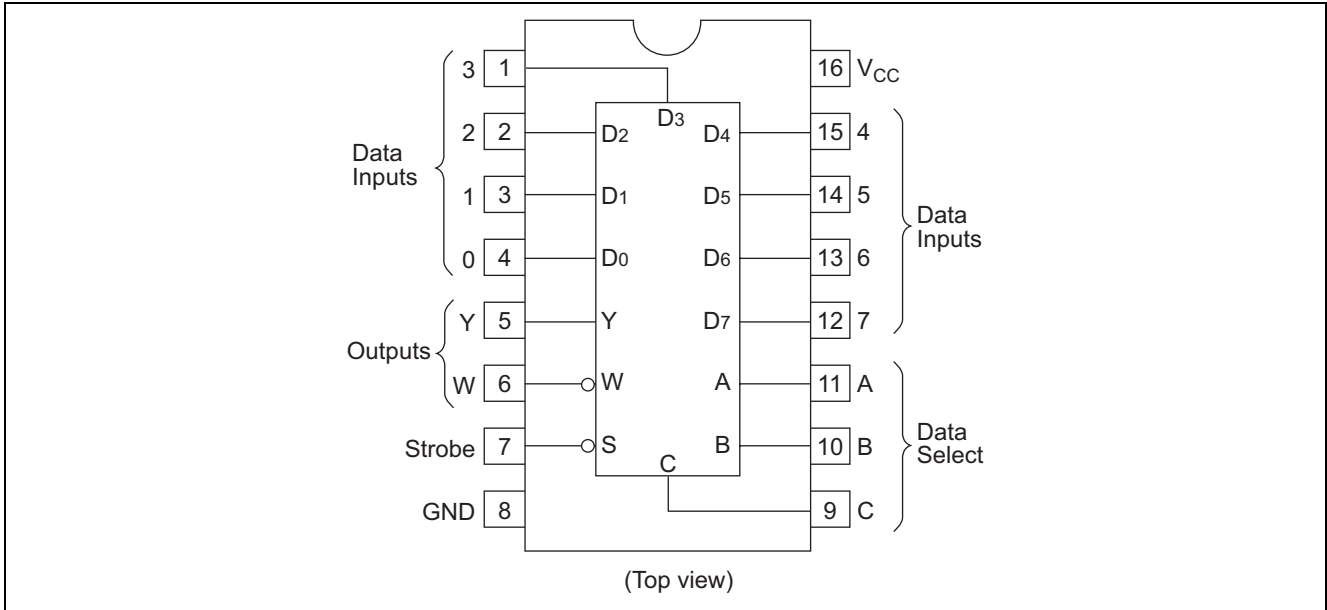 3 1
2 2
1 3
0 4
Data
Inputs
Y 5
W 6
Outputs
Strobe 7
GND 8
D3
D2 D4
D1 D5
D0 D6
Y D7
W A
S B
C
16 VCC
15 4
14 5
13 6
12 7
Data
Inputs
11 A
10 B
9 C
Data
Select
(Top view)